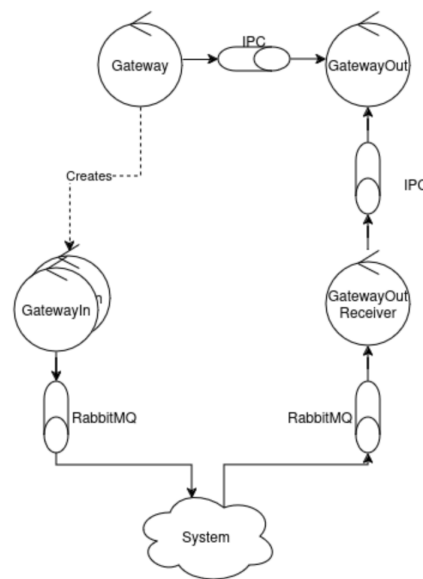 IPC
Gateway
GatewayOut
Creates
IPC
GatewayIn
n
GatewayOut
Receiver
RabbitMQ
RabbitMQ
System